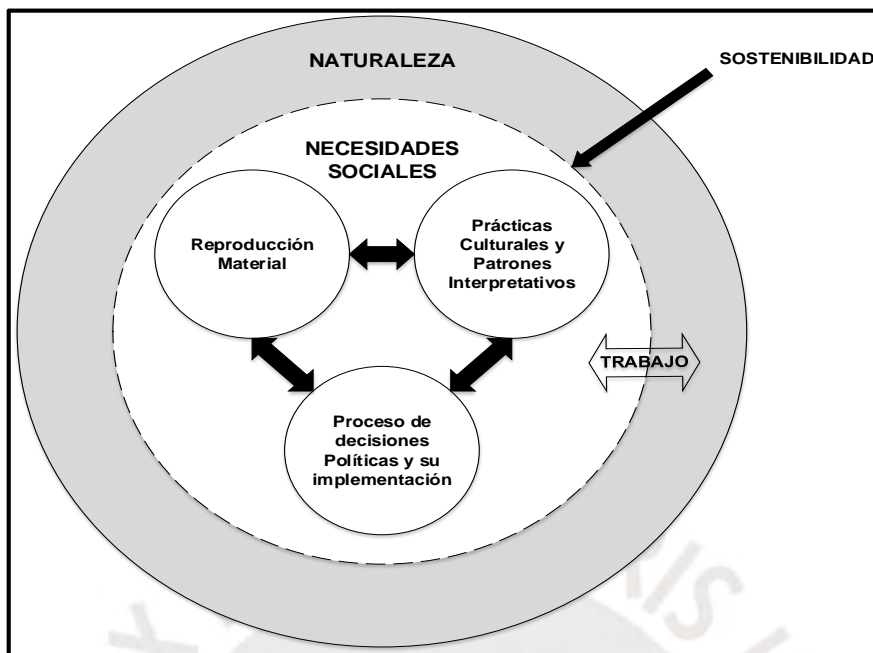 NATURALEZA
SOSTENIBILIDAD
NECESIDADES
SOCIALES
Reproducción
Material
Prácticas
Culturales y
Patrones
Interpretativos
TRABAJO
Proceso de
decisiones
Políticas y su
implementación